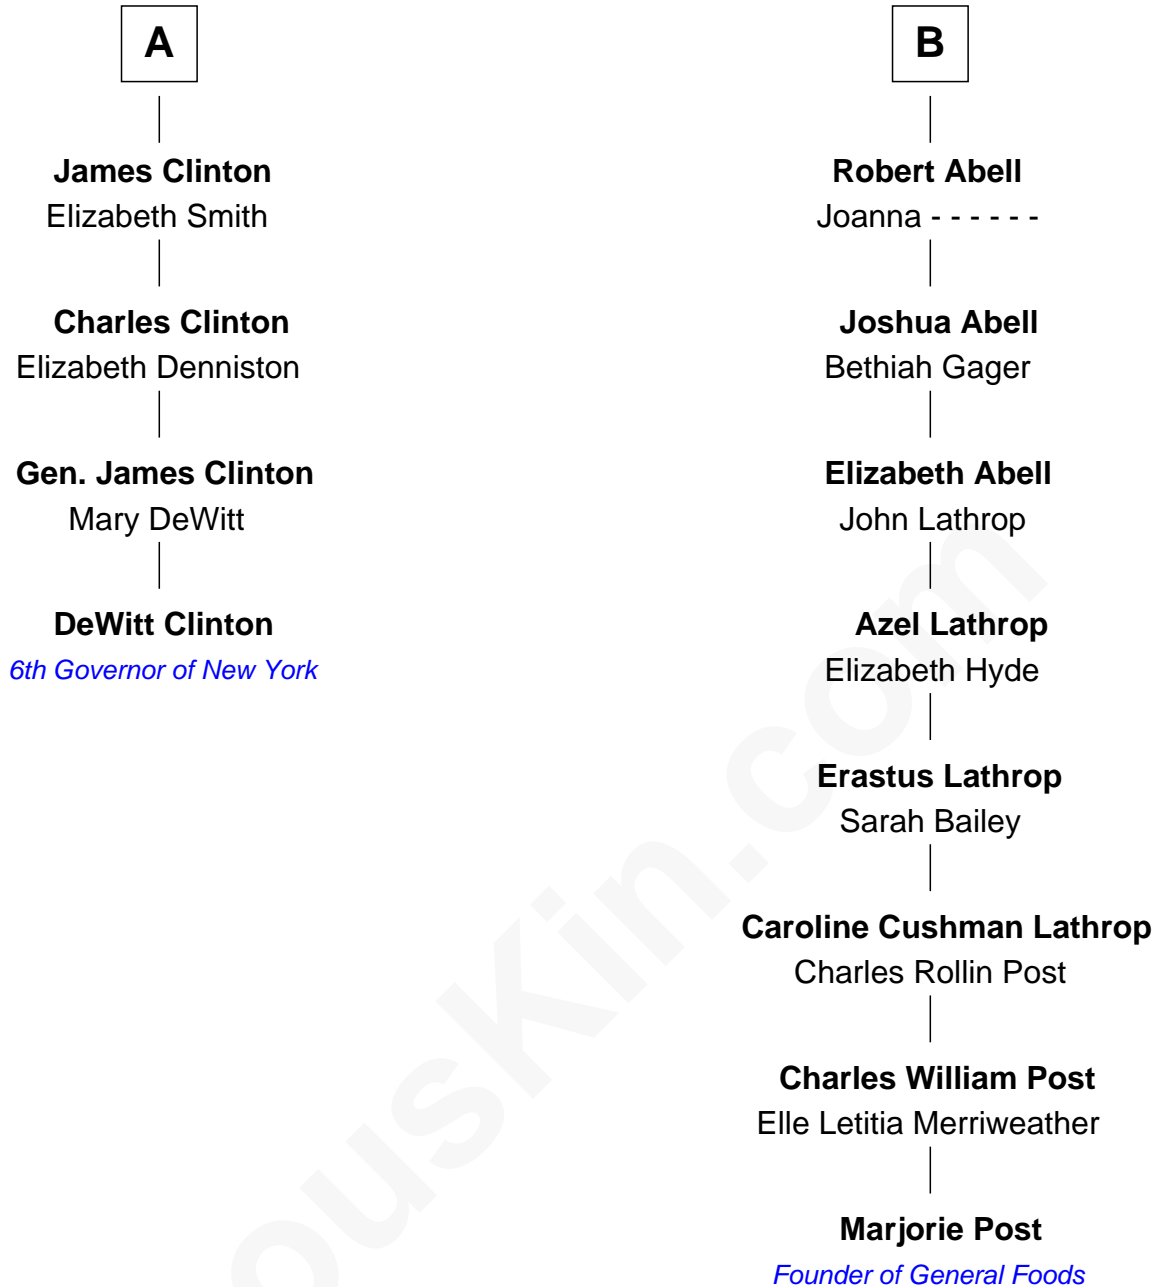 A
James Clinton
Elizabeth Smith
Charles Clinton
Elizabeth Denniston
Gen. James Clinton
Mary DeWitt
DeWitt Clinton
6th Governor of New York
B
Robert Abell
Joanna - - - - - -
Joshua Abell
Bethiah Gager
Elizabeth Abell
John Lathrop
Azel Lathrop
Elizabeth Hyde
Erastus Lathrop
Sarah Bailey
Caroline Cushman Lathrop
Charles Rollin Post
Charles William Post
Elle Letitia Merriweather
Marjorie Post
Founder of General Foods
ousKin.com